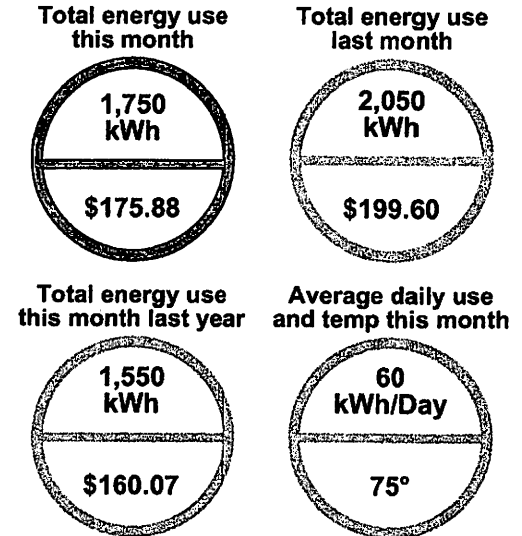 Total energy use
this month
1,750
kWh
$175.88
Total energy use
last month
2,050
kWh
$199.60
Total energy use
this month last year
1,550
kWh
$160.07
Average daily use
and temp this month
60
kWh/Day
75º